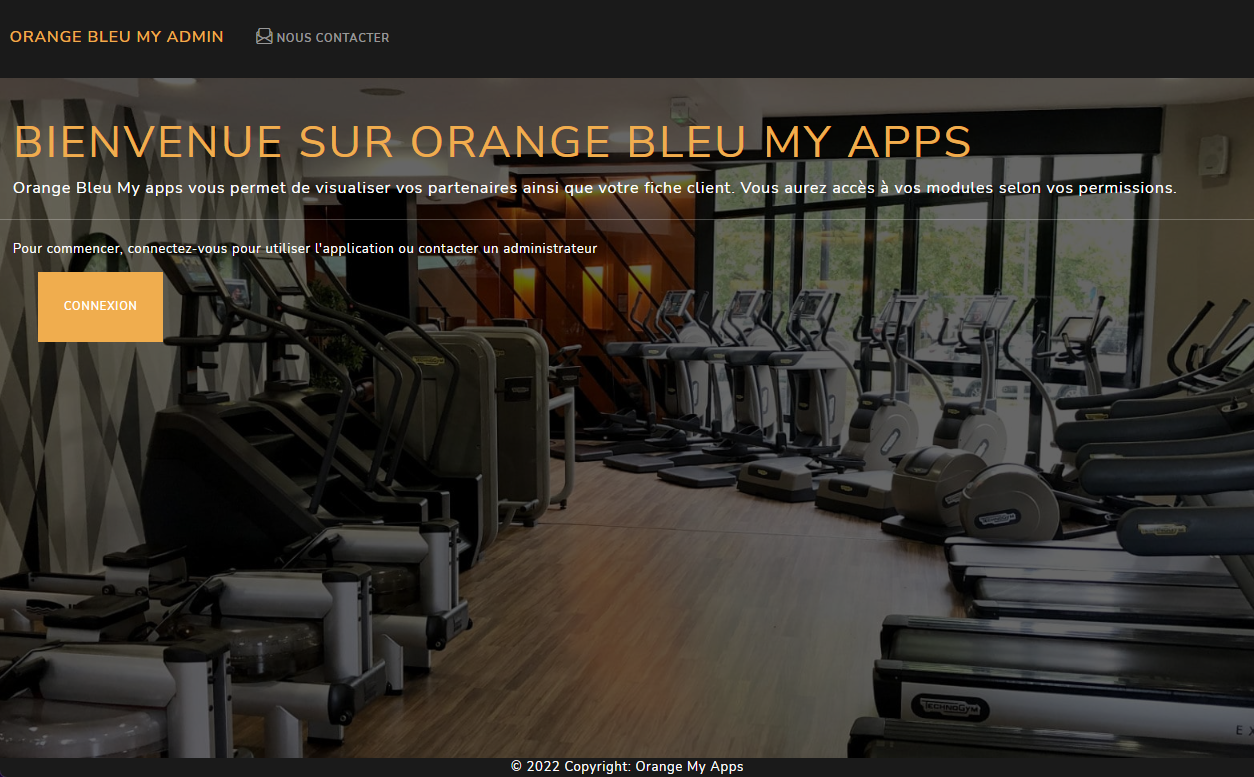 ORANGE BLEU MY ADMIN
NOUS CONTACTER
BIENVENUE SUR ORANGE BLEU MY APPS
Orange Bleu My apps vous permet de visualiser vos partenaires ainsi que votre fiche client. Vous aurez accès à vos modules selon vos permissions.
Pour commencer, connectez-vous pour utiliser l'application ou contacter un administrateur
CONNEXION
TECHNOGYM
E X
© 2022 Copyright: Orange My Apps